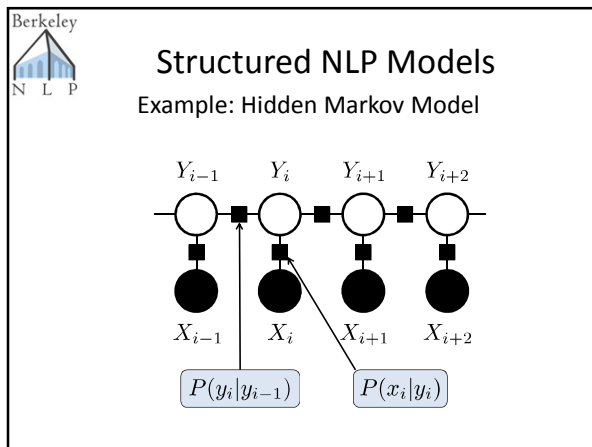 Berkeley
N L P
Structured NLP Models
Example: Hidden Markov Model
Y_{i-1} Y_i Y_{i+1} Y_{i+2}
X_{i-1} X_i X_{i+1} X_{i+2}
P(y_i|y_{i-1}) P(x_i|y_i)